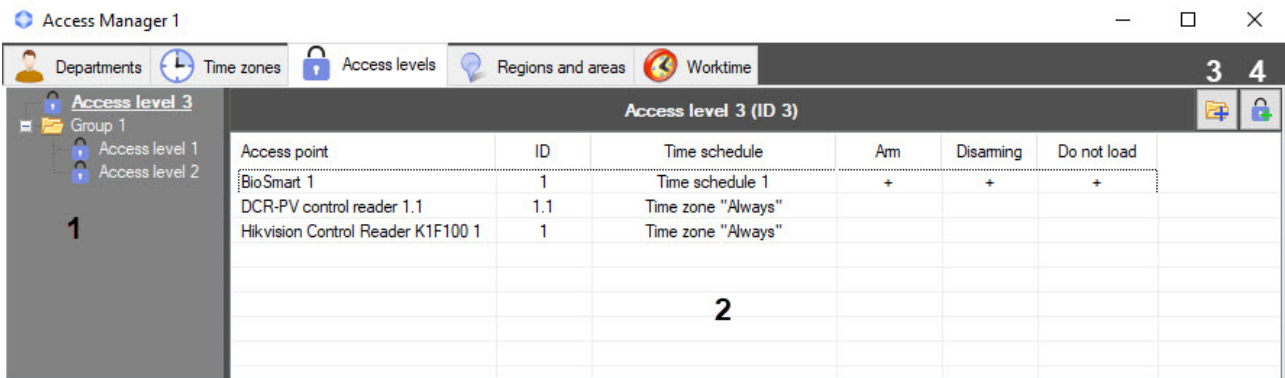 Access Manager 1
Departments Time zones Access levels Regions and areas Worktime
3 4
Access level 3
Group 1
Access level 1
Access level 2
1
Access level 3 (ID 3)
Access point ID Time schedule Arm Disarming Do not load
BioSmart 1 1 Time schedule 1 + + +
DCR-PV control reader 1.1 1.1 Time zone "Always"
Hikvision Control Reader K1F100 1 1 Time zone "Always"
2